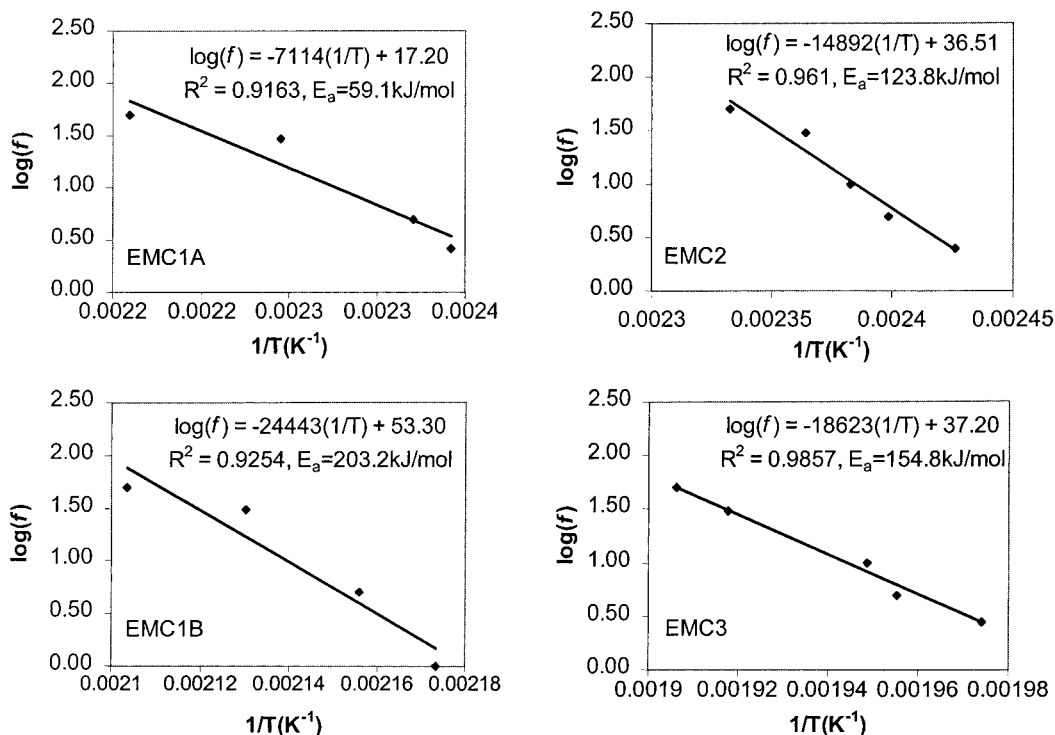 2.50
2.00
1.50
1.00
0.50
0.00
log(f)
log(f) = -7114(1/T) + 17.20
R² = 0.9163, Eₐ=59.1kJ/mol
EMC1A
0.0022 0.00222 0.00223 0.00223 0.00224
1/T(K⁻¹)
2.50
2.00
1.50
1.00
0.50
0.00
log(f)
log(f) = -14892(1/T) + 36.51
R² = 0.961, Eₐ=123.8kJ/mol
EMC2
0.0023 0.00235 0.0024 0.00245
1/T(K⁻¹)
2.50
2.00
1.50
1.00
0.50
0.00
log(f)
log(f) = -24443(1/T) + 53.30
R² = 0.9254, Eₐ=203.2kJ/mol
EMC1B
0.0021 0.00212 0.00214 0.00216 0.00218
1/T(K⁻¹)
2.50
2.00
1.50
1.00
0.50
0.00
log(f)
log(f) = -18623(1/T) + 37.20
R² = 0.9857, Eₐ=154.8kJ/mol
EMC3
0.0019 0.00192 0.00194 0.00196 0.00198
1/T(K⁻¹)